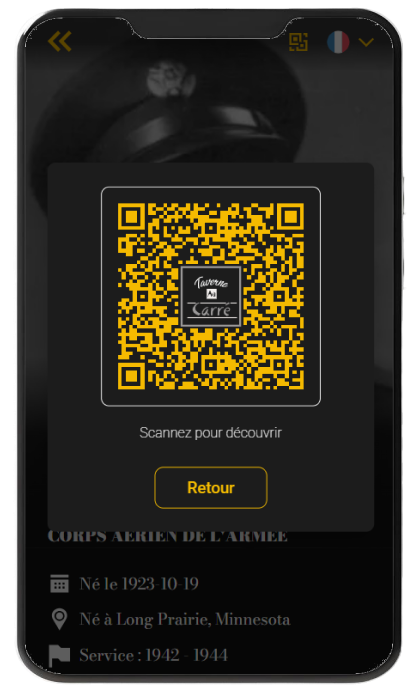 Taverne
Au
Carré
Scannez pour découvrir
Retour
CORPS AÉRIEN DE L'ARMÉE
Né le 1923-10-19
Né à Long Prairie, Minnesota
Service : 1942 - 1944